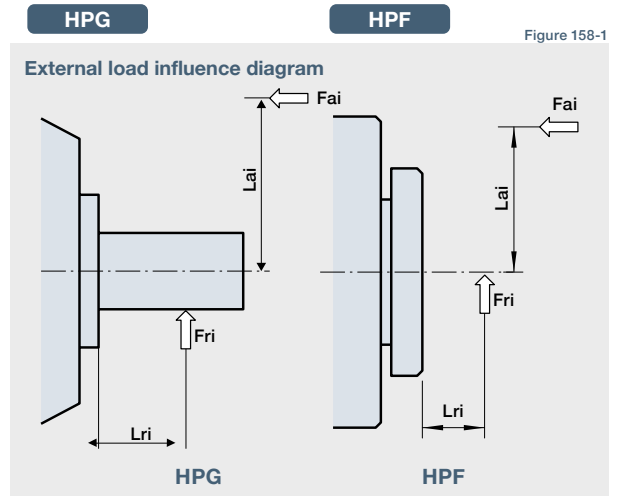 HPG
HPF
Figure 158-1
External load influence diagram
Fai
Lai
Fri
Lri
HPG
Fai
Lai
Fri
Lri
HPF